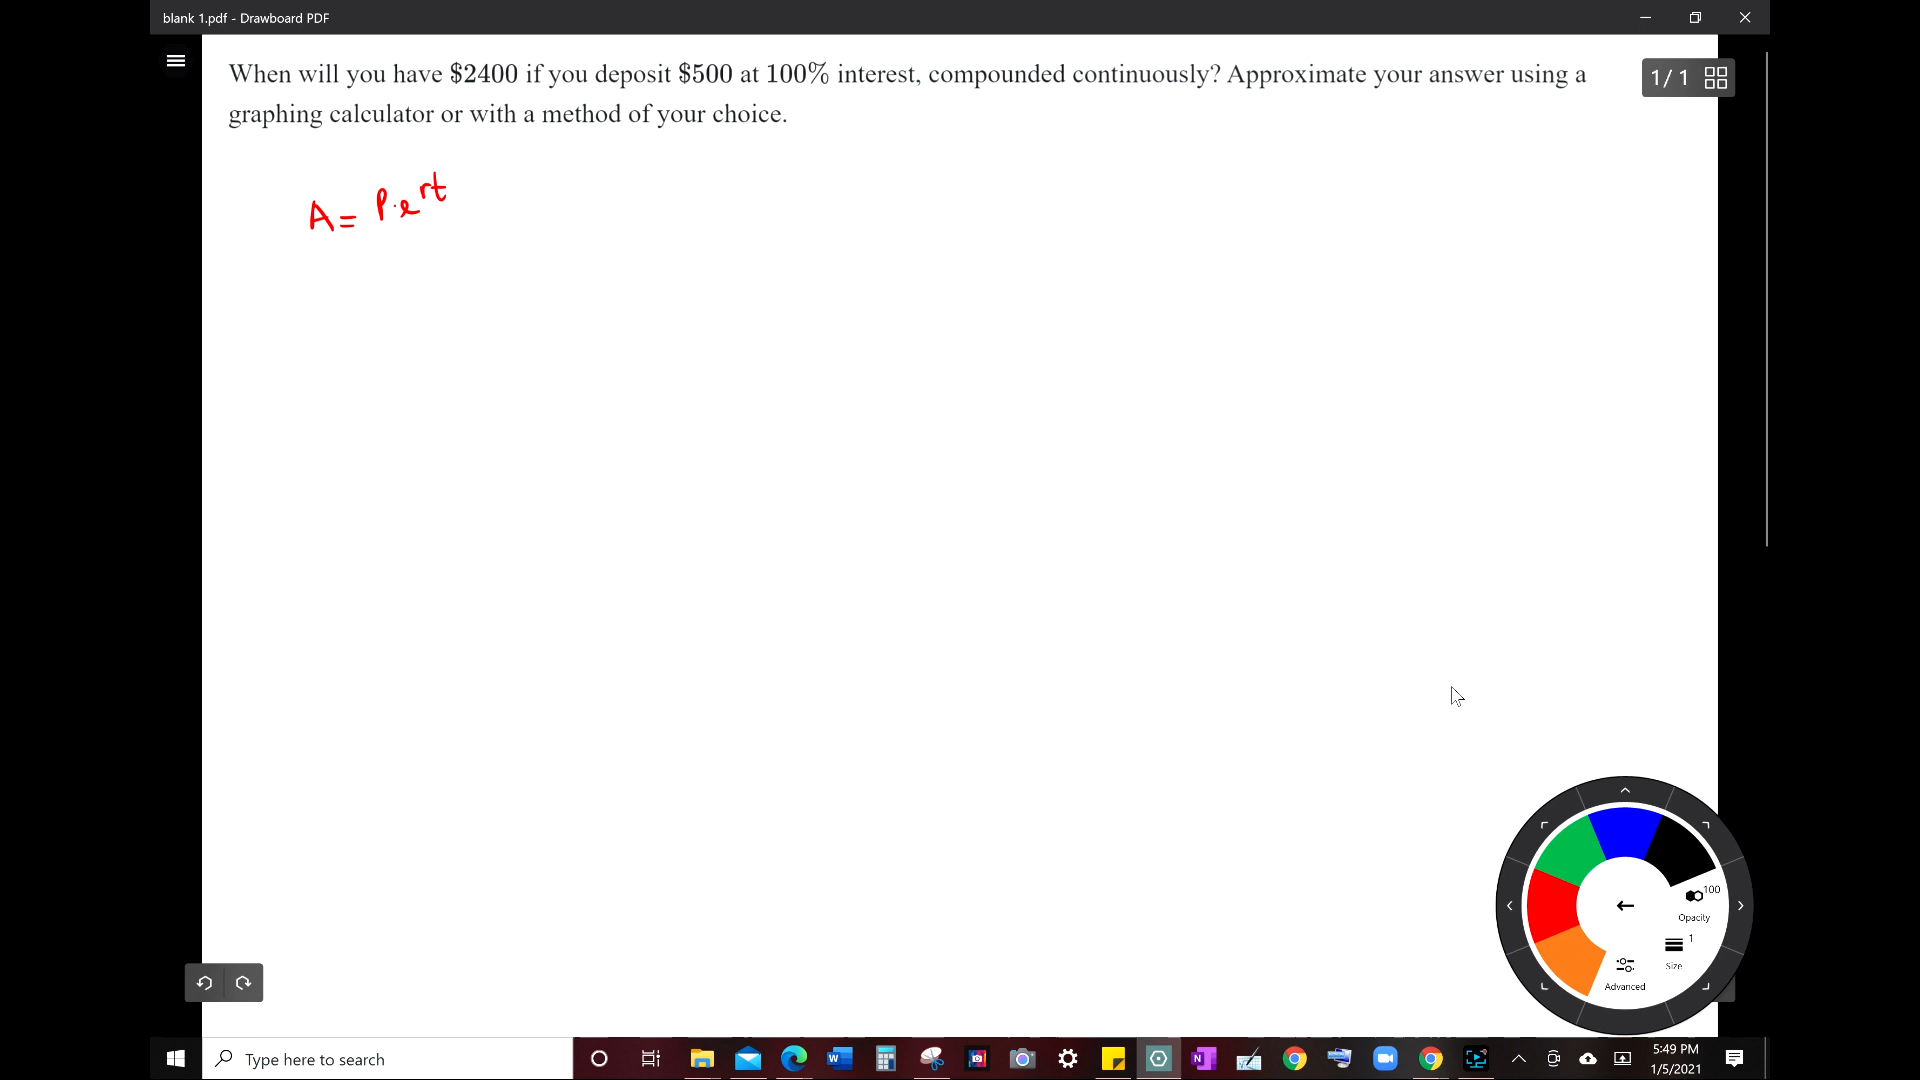 blank 1.pdf - Drawboard PDF
When will you have $2400 if you deposit $500 at 100% interest, compounded continuously? Approximate your answer using a
graphing calculator or with a method of your choice.
1 / 1
A = P.e^rt
100
Opacity
1
Size
Advanced
Type here to search
5:49 PM
1/5/2021